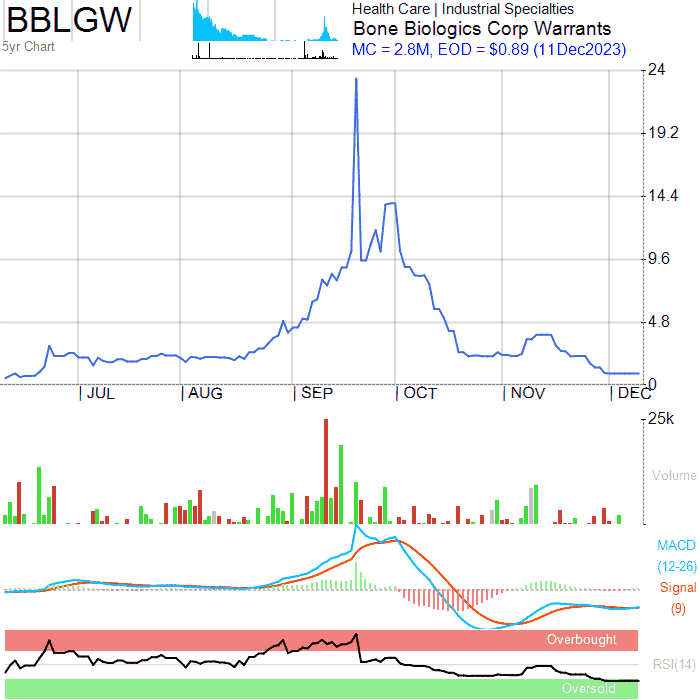 BBLGW
5yr Chart
Health Care | Industrial Specialties
Bone Biologics Corp Warrants
MC = 2.8M, EOD = $0.89 (11Dec2023)
24
19.2
14.4
9.6
4.8
0
JUL AUG SEP OCT NOV DEC
25k
Volume
MACD
(12-26)
Signal
(9)
Overbought
RSI(14)
Oversold